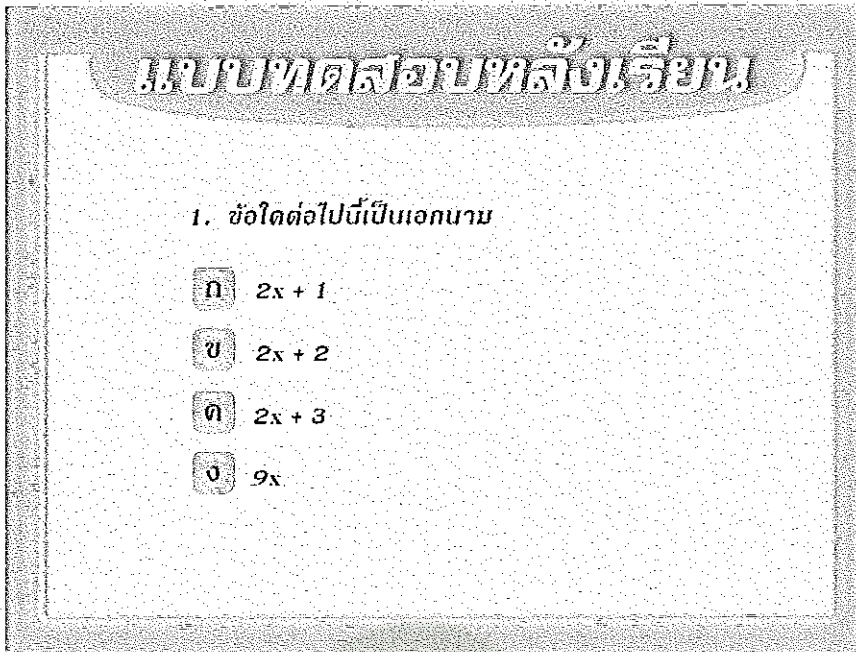 แบบทดสอบหลังเรียน
1. ข้อใดต่อไปนี้เป็นเอกนาม
ก 2x + 1
ข 2x + 2
ค 2x + 3
ง 9x